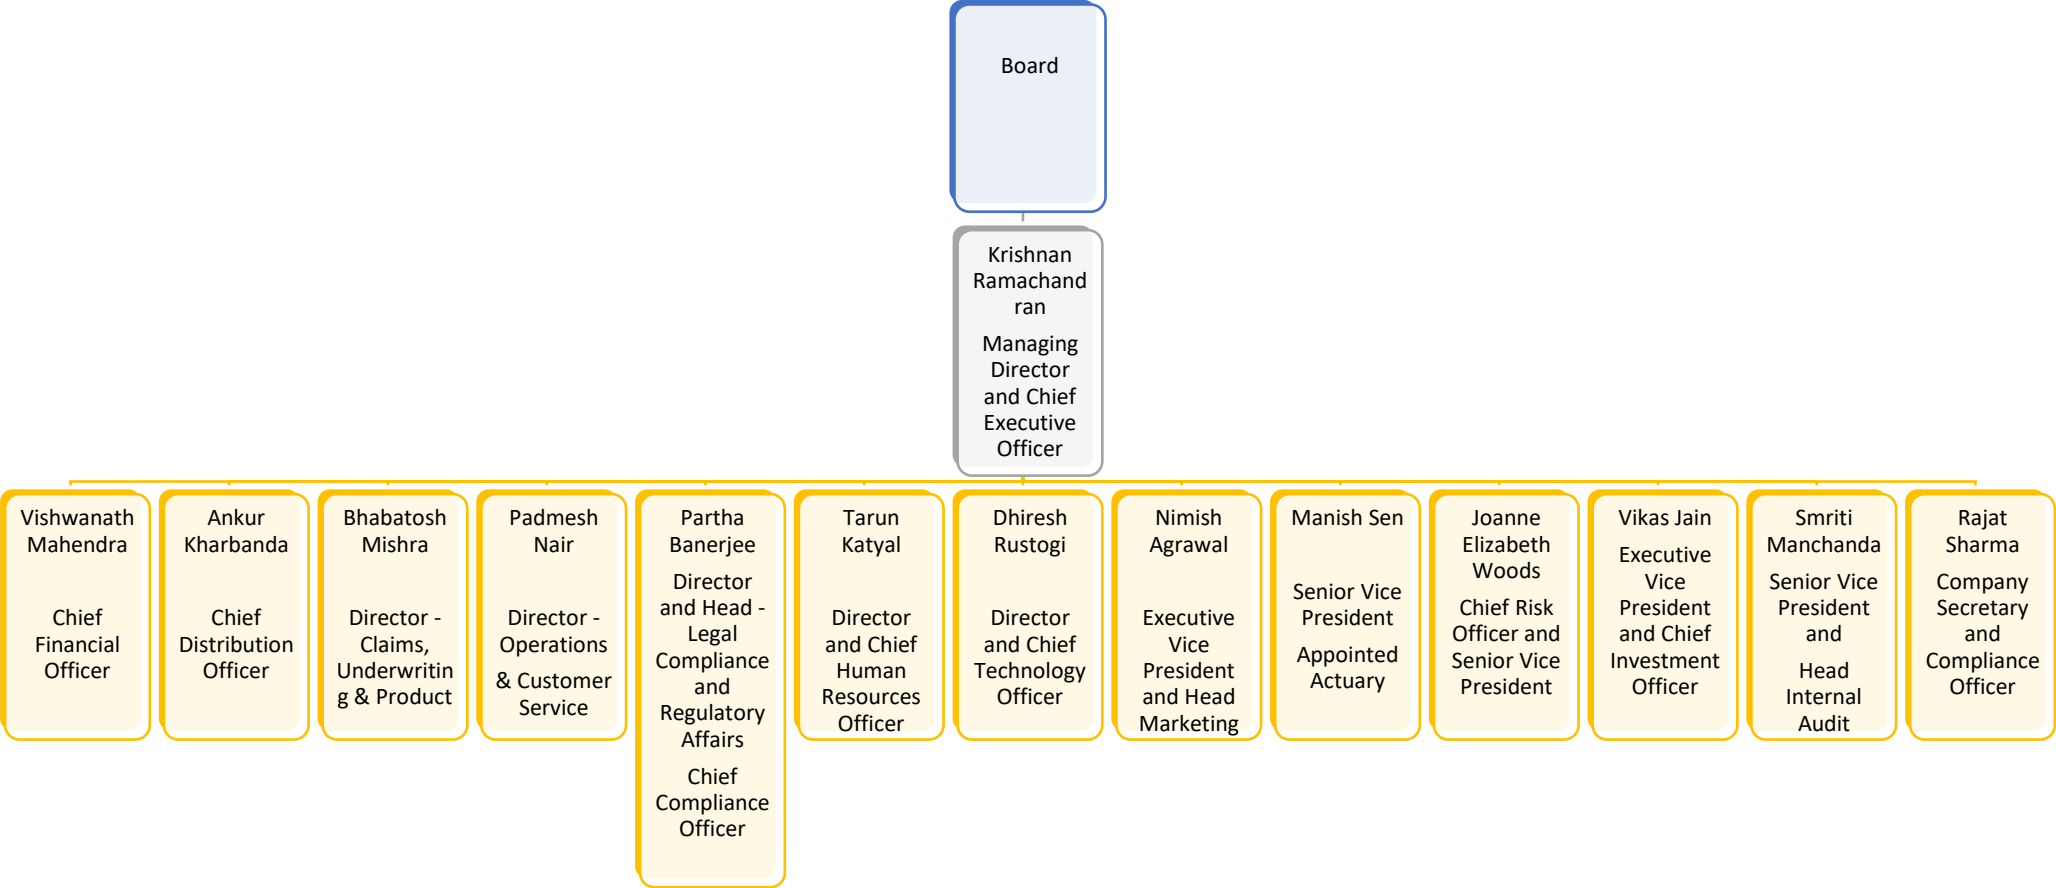 Board
Krishnan
Ramachand
ran
Managing
Director
and Chief
Executive
Officer
Vishwanath
Mahendra
Chief
Financial
Officer
Ankur
Kharbanda
Chief
Distribution
Officer
Bhabatosh
Mishra
Director -
Claims,
Underwritin
g & Product
Padmesh
Nair
Director -
Operations
& Customer
Service
Partha
Banerjee
Director
and Head -
Legal
Compliance
and
Regulatory
Affairs
Chief
Compliance
Officer
Tarun
Katyal
Director
and Chief
Human
Resources
Officer
Dhiresh
Rustogi
Director
and Chief
Technology
Officer
Nimish
Agrawal
Executive
Vice
President
and Head
Marketing
Manish Sen
Senior Vice
President
Appointed
Actuary
Joanne
Elizabeth
Woods
Chief Risk
Officer and
Senior Vice
President
Vikas Jain
Executive
Vice
President
and Chief
Investment
Officer
Smriti
Manchanda
Senior Vice
President
and
Head
Internal
Audit
Rajat
Sharma
Company
Secretary
and
Compliance
Officer